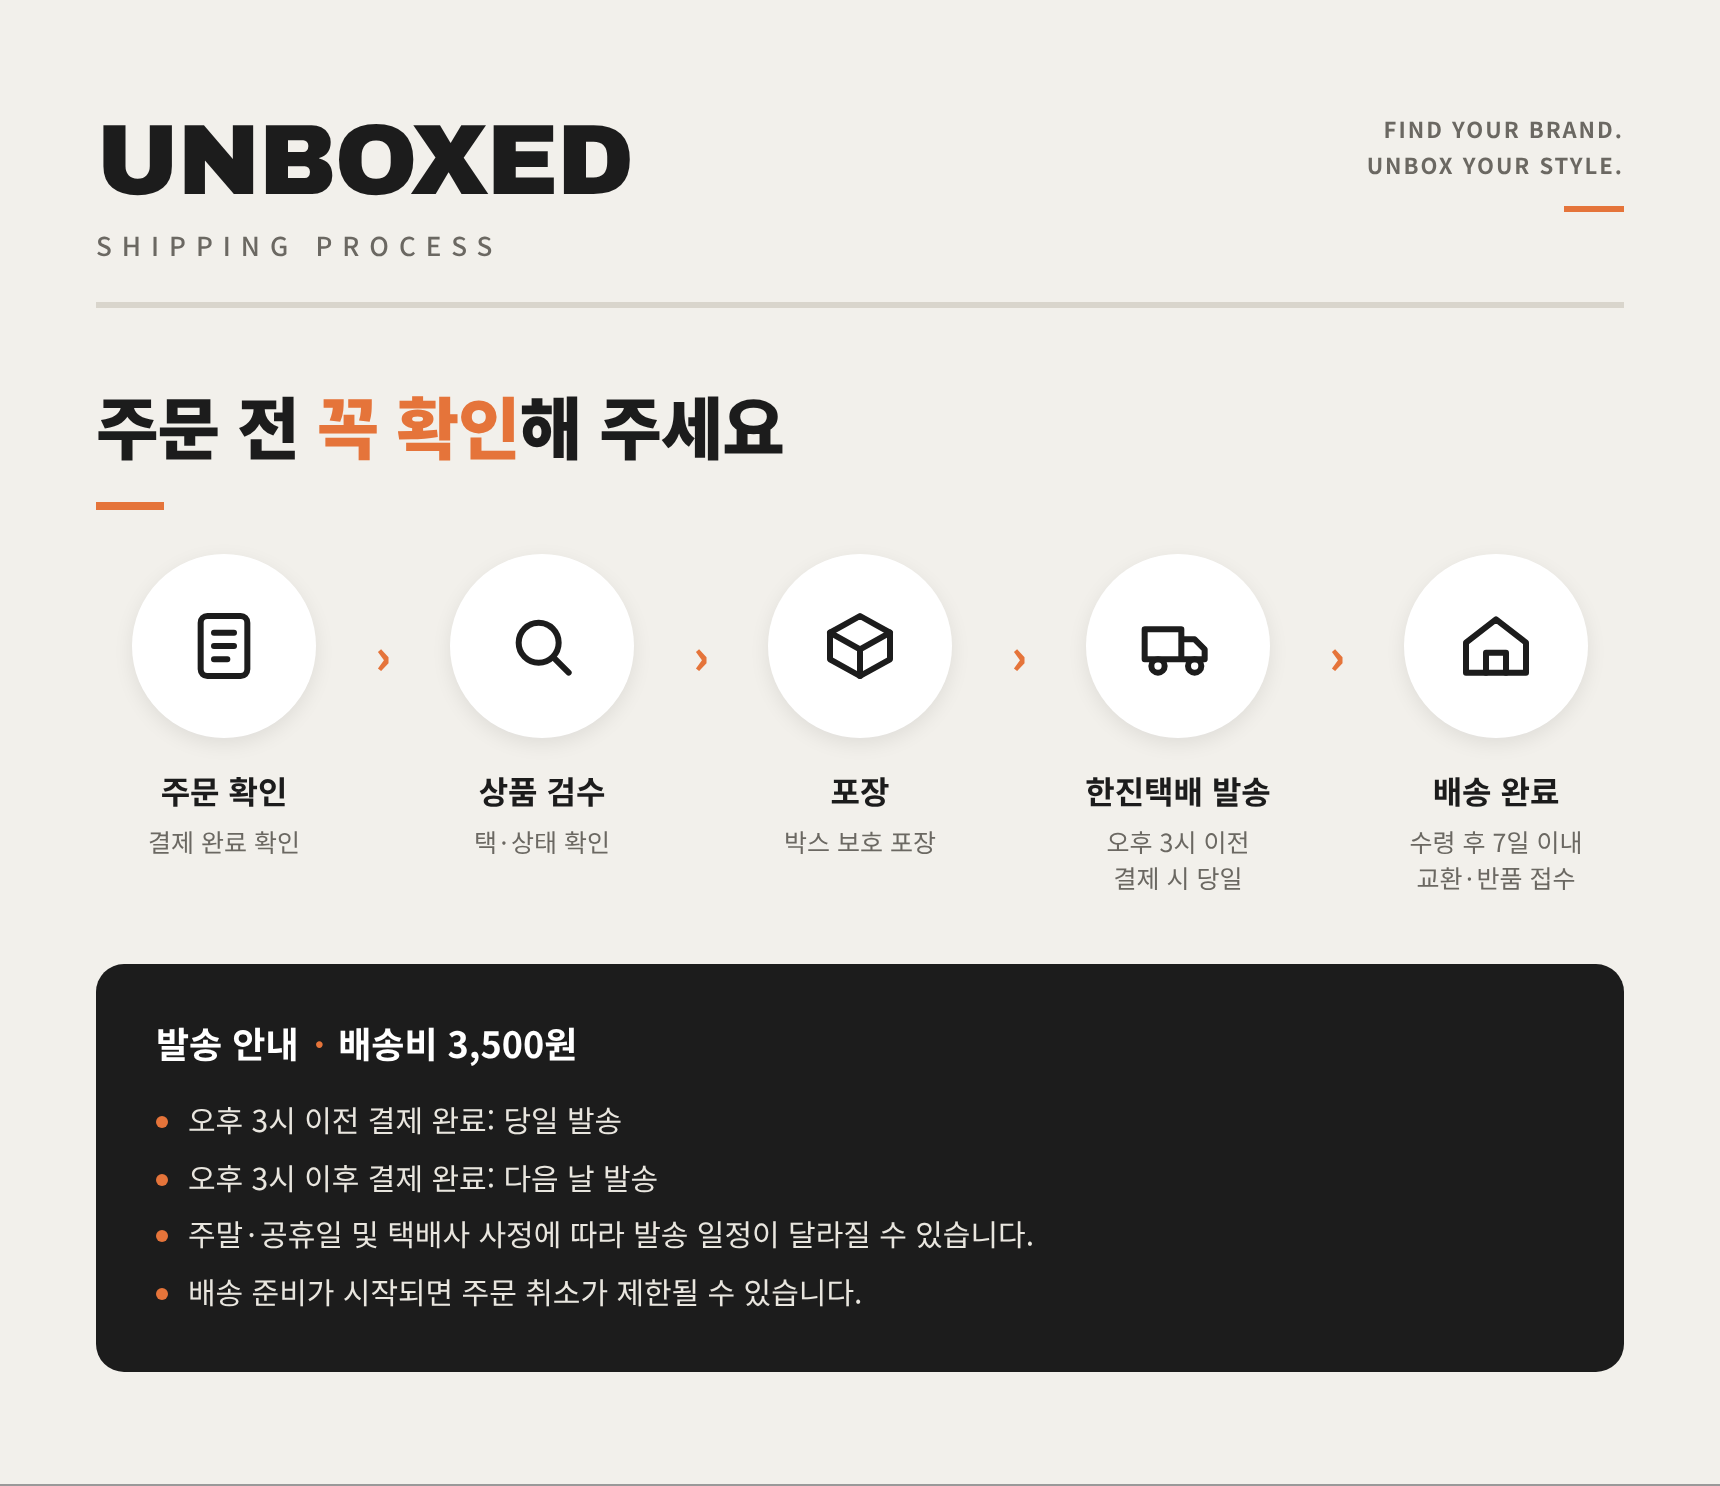 UNBOXED
SHIPPING PROCESS
FIND YOUR BRAND.
UNBOX YOUR STYLE.
주문 전 꼭 확인해 주세요
주문 확인
결제 완료 확인
상품 검수
택·상태 확인
포장
박스 보호 포장
한진택배 발송
오후 3시 이전
결제 시 당일
배송 완료
수령 후 7일 이내
교환·반품 접수
발송 안내 · 배송비 3,500원
오후 3시 이전 결제 완료: 당일 발송
오후 3시 이후 결제 완료: 다음 날 발송
주말·공휴일 및 택배사 사정에 따라 발송 일정이 달라질 수 있습니다.
배송 준비가 시작되면 주문 취소가 제한될 수 있습니다.